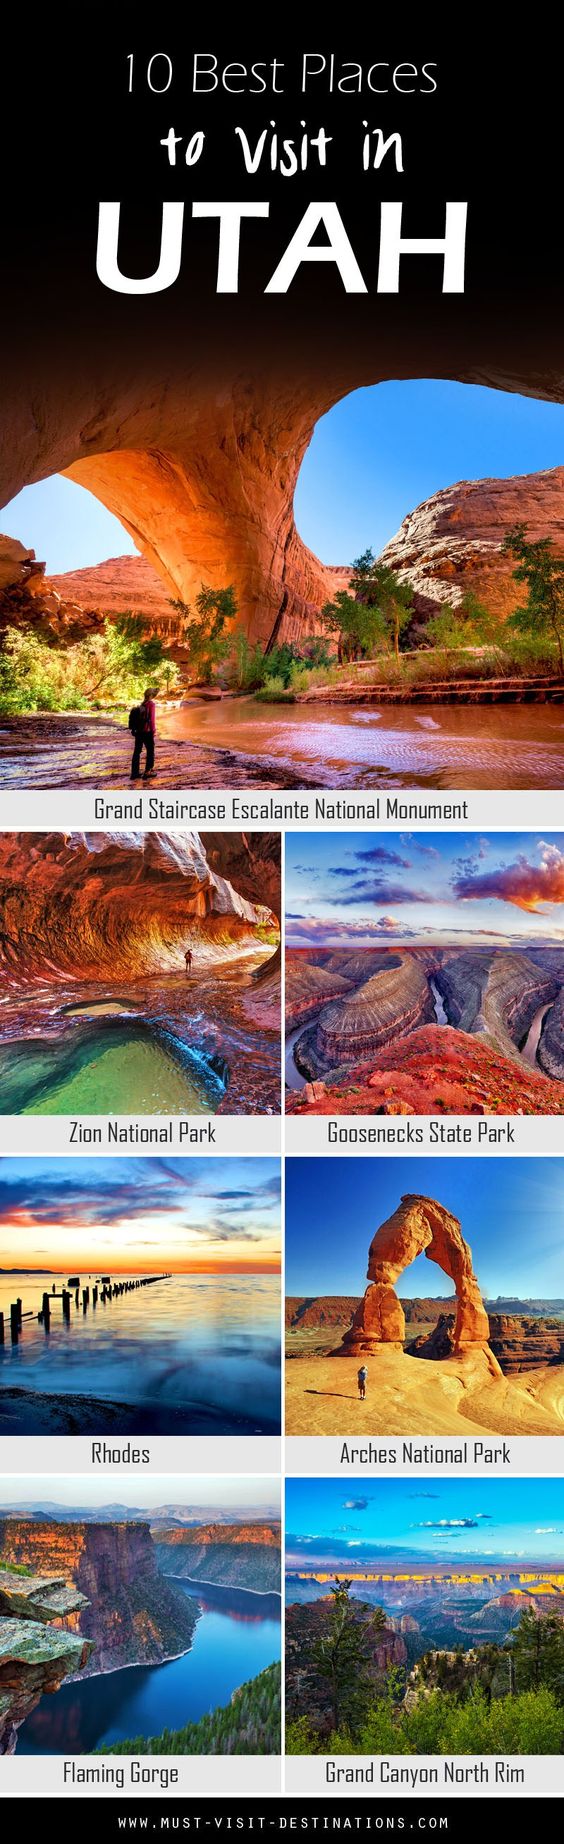 10 Best Places
to Visit in
UTAH
Grand Staircase Escalante National Monument
Zion National Park
Goosenecks State Park
Rhodes
Arches National Park
Flaming Gorge
Grand Canyon North Rim
WWW.MUST-VISIT-DESTINATIONS.COM